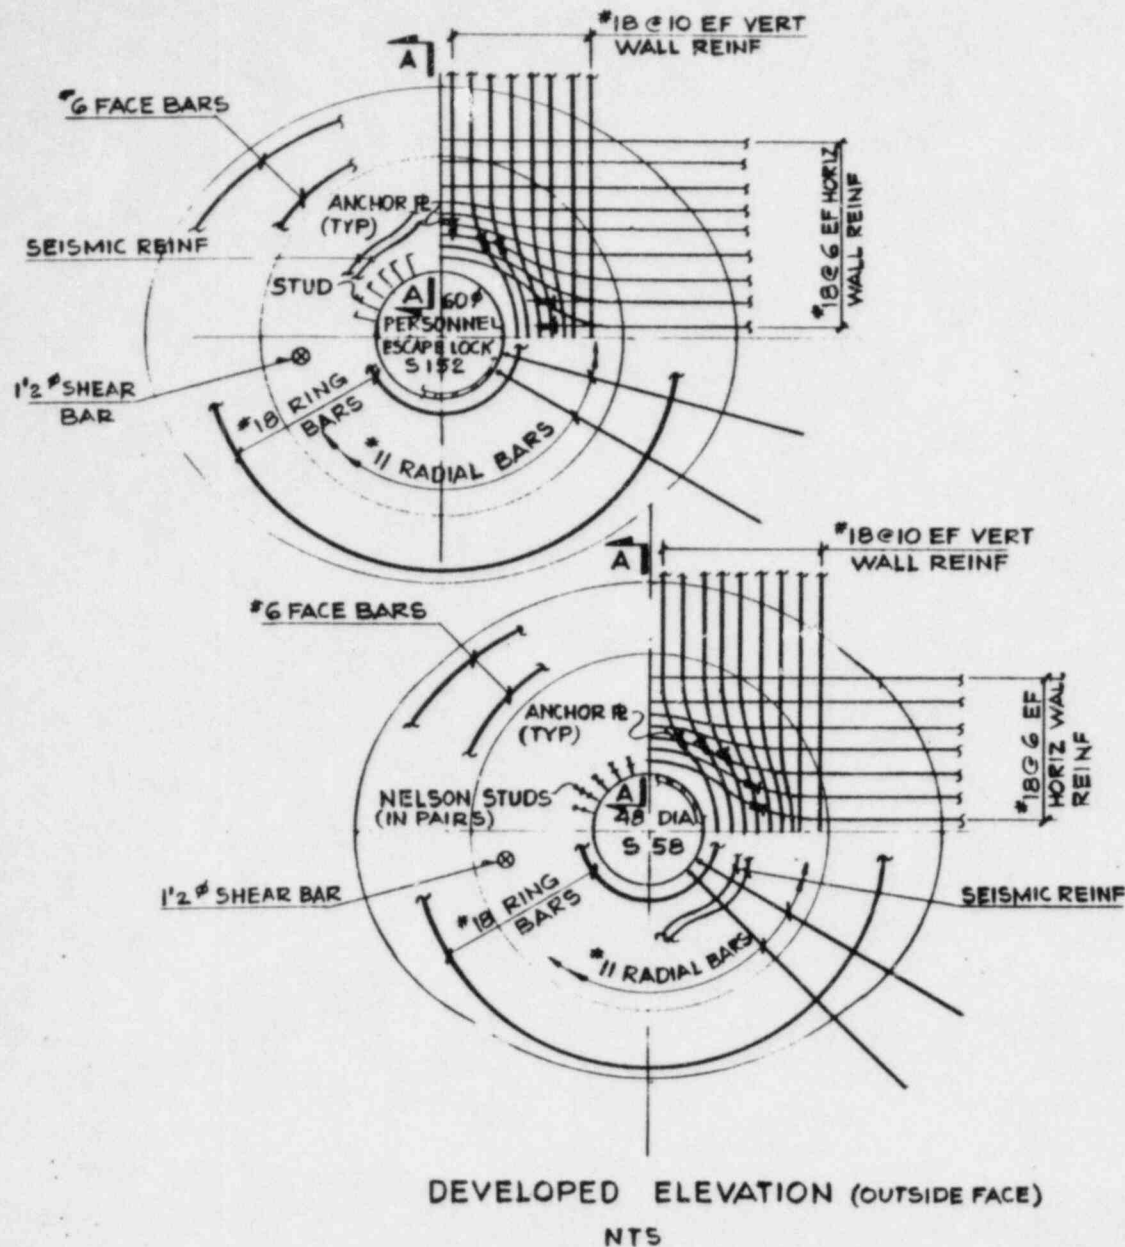 #18@10 EF VERT
WALL REINF
A
#6 FACE BARS
ANCHOR PL
(TYP)
#18@6 EF HORIZ
WALL REINF
SEISMIC REINF
STUD
A
60Ø
PERSONNEL
ESCAPE LOCK
S 152
1'2Ø SHEAR
BAR
#18 RING
BARS
#11 RADIAL BARS
#18@10 EF VERT
WALL REINF
A
#6 FACE BARS
ANCHOR PL
(TYP)
#18@6 EF
HORIZ WALL
REINF
NELSON STUDS
(IN PAIRS)
A
48 DIA
S 58
1'2Ø SHEAR BAR
SEISMIC REINF
#18 RING
BARS
#11 RADIAL BARS
DEVELOPED ELEVATION (OUTSIDE FACE)
NTS